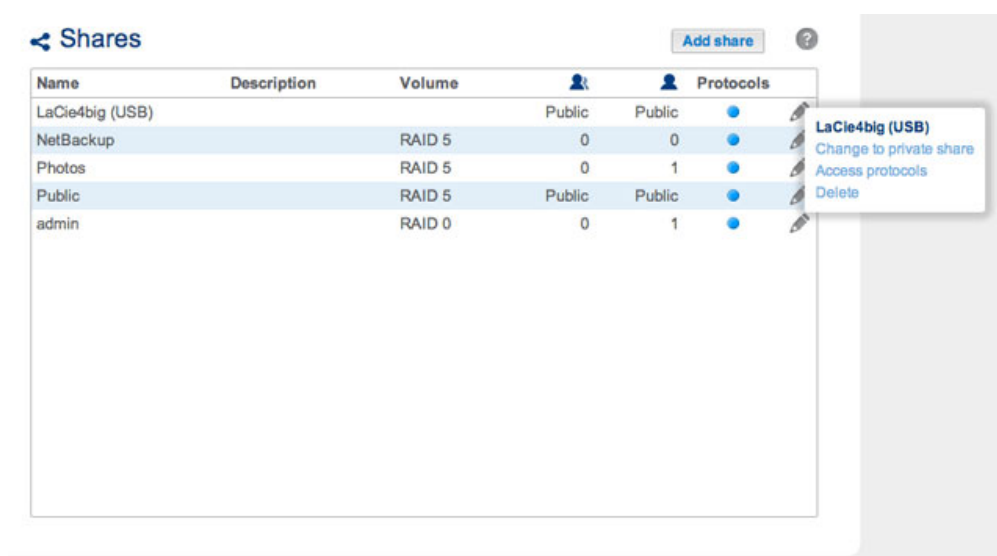 Shares
Add share
?
Name Description Volume Protocols
LaCie4big (USB) Public Public
NetBackup RAID 5 0 0
Photos RAID 5 0 1
Public RAID 5 Public Public
admin RAID 0 0 1
LaCie4big (USB)
Change to private share
Access protocols
Delete